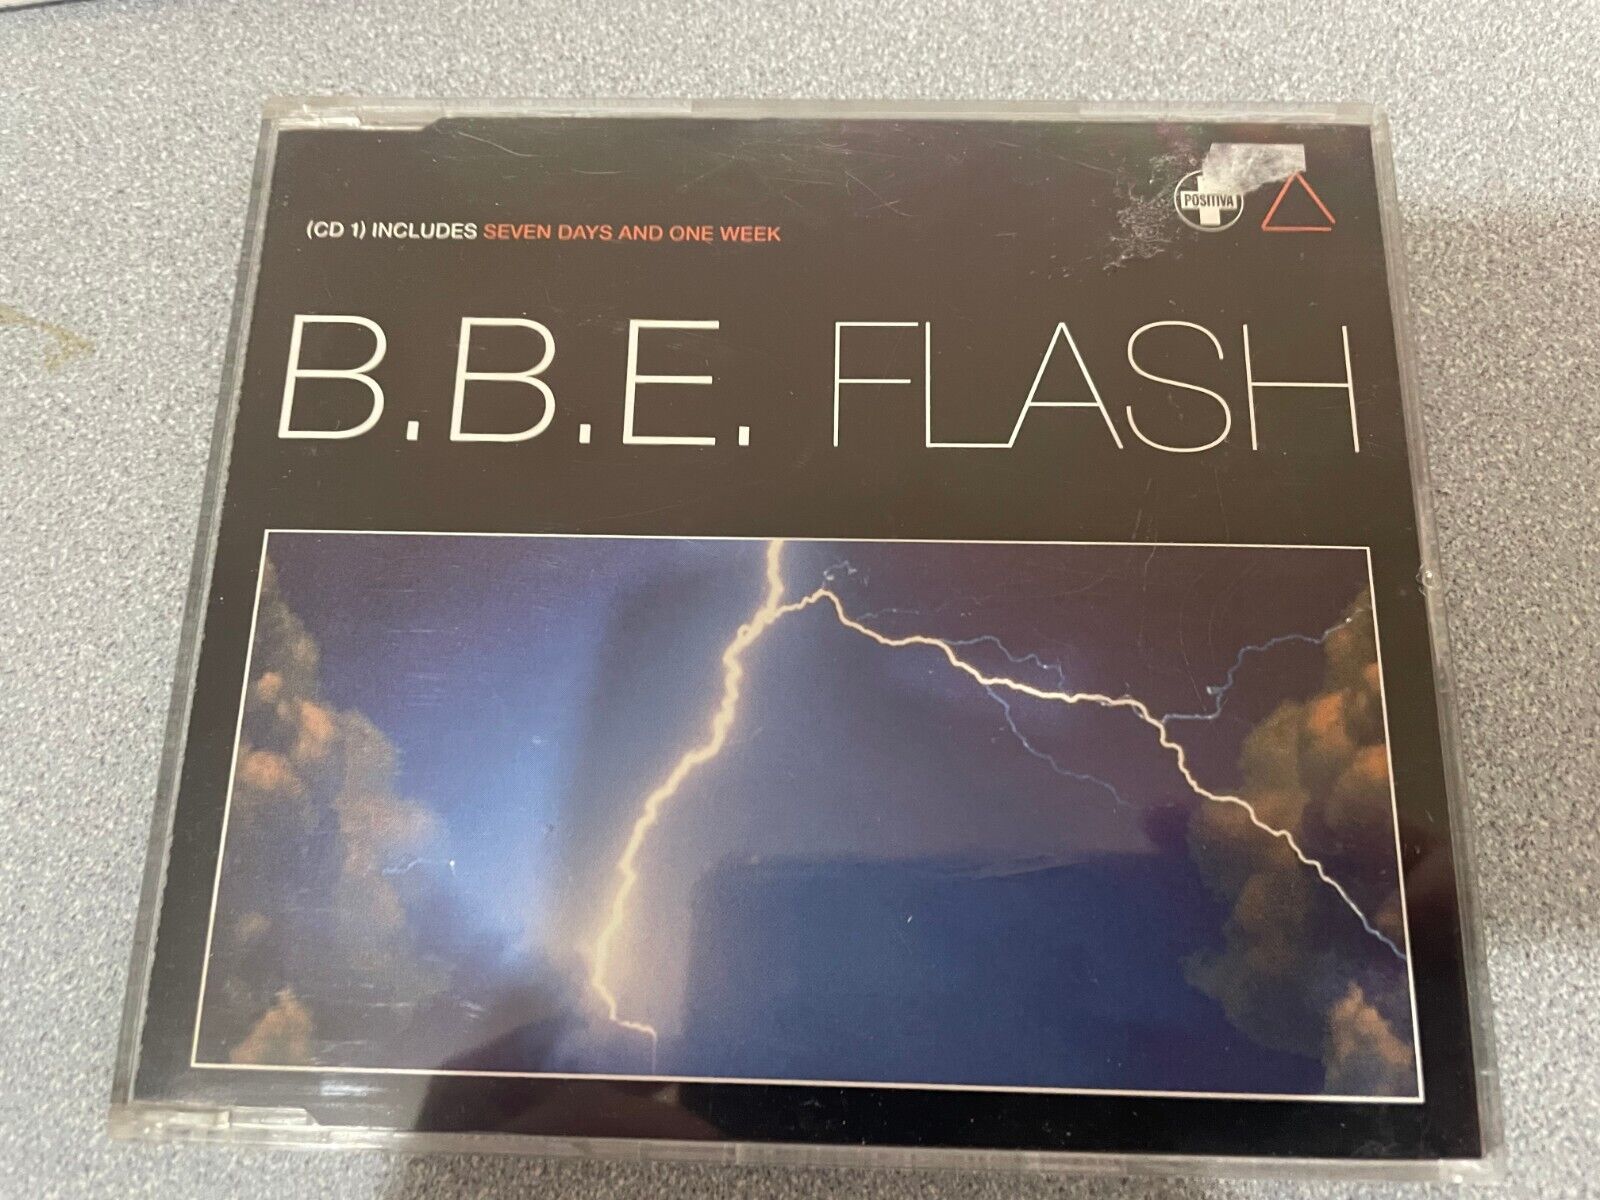 (CD 1) INCLUDES SEVEN DAYS AND ONE WEEK
POSITIVA
B.B.E. FLASH